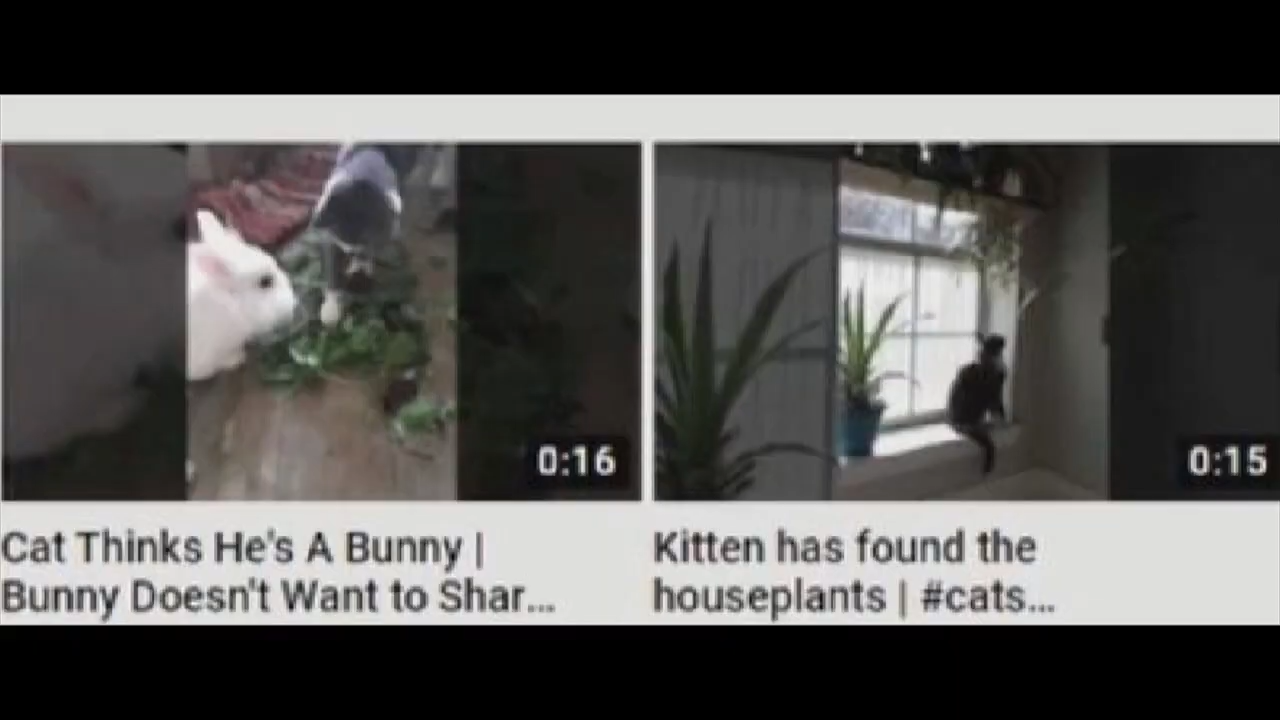 0:16
0:15
Cat Thinks He's A Bunny |
Bunny Doesn't Want to Shar...
Kitten has found the
houseplants | #cats...